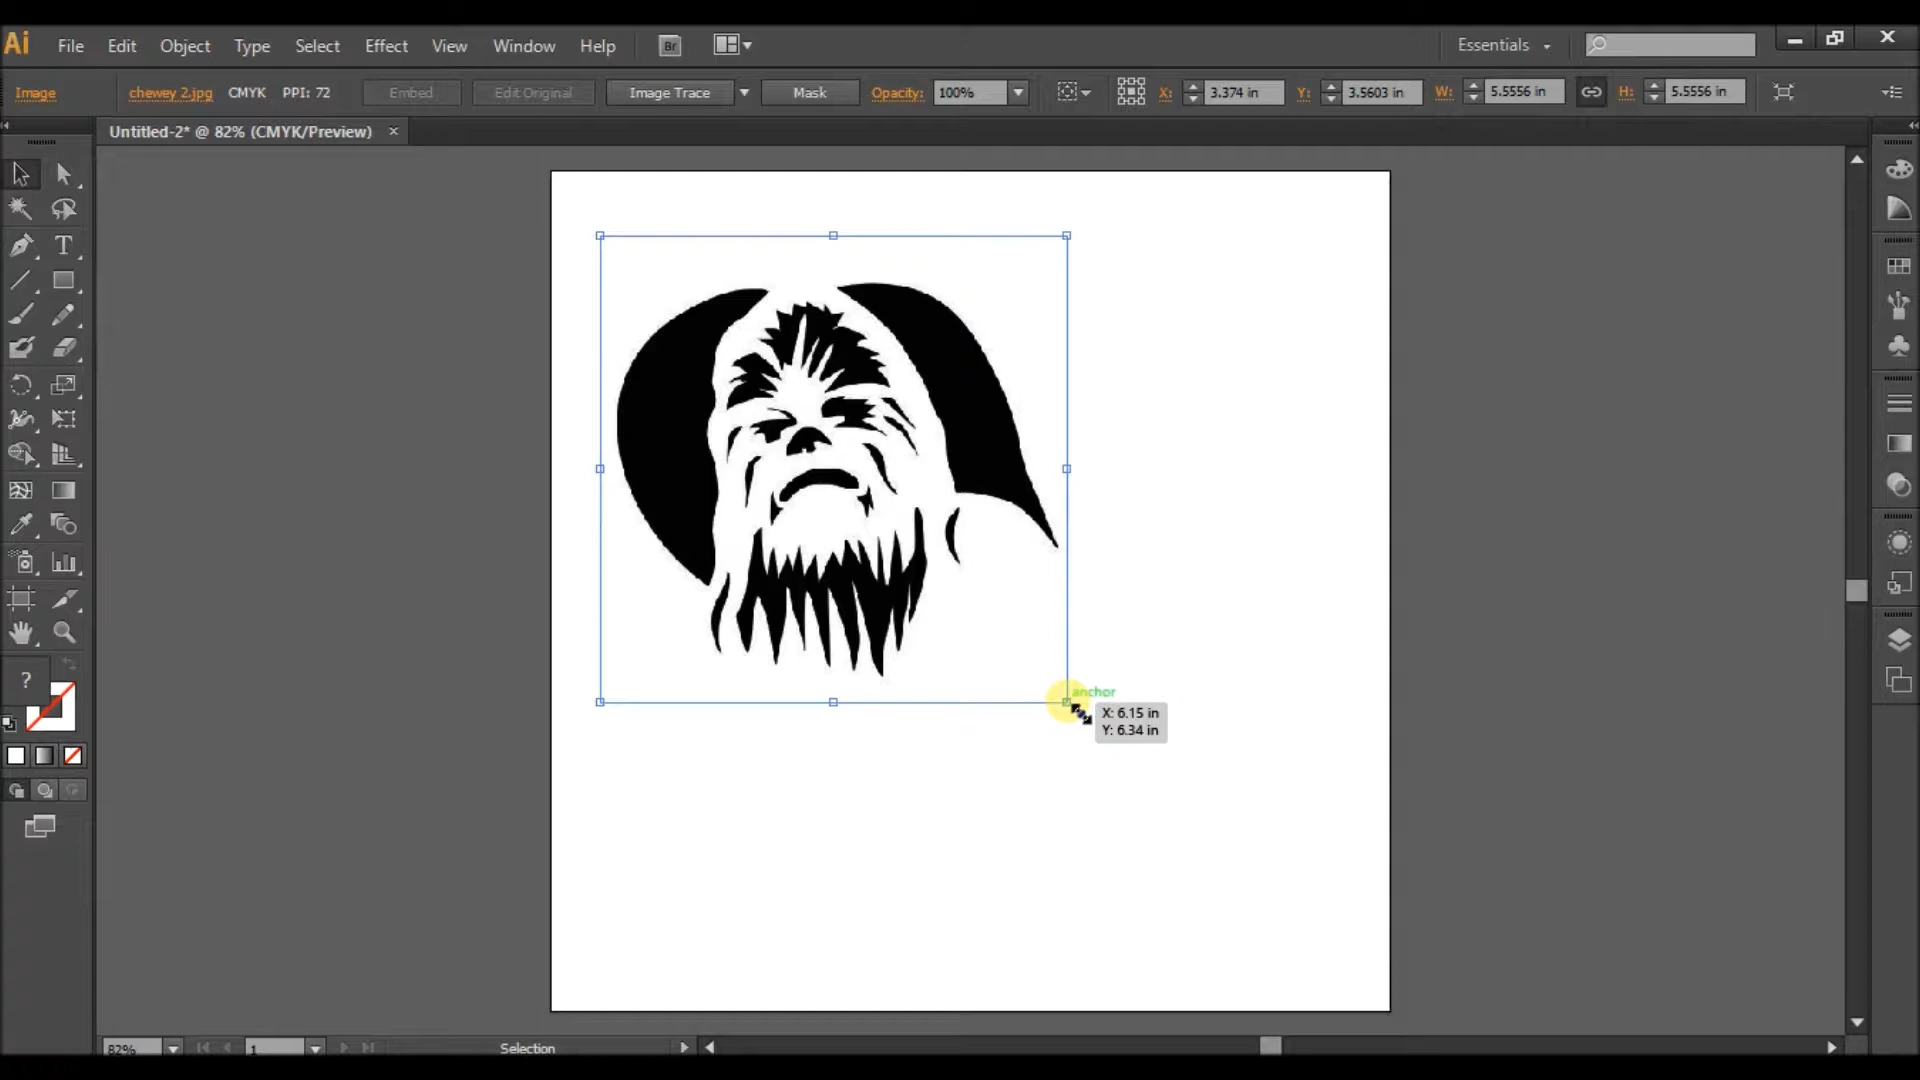 Ai File Edit Object Type Select Effect View Window Help Br Essentials
Image chewey 2.jpg CMYK PPI: 72 Embed Edit Original Image Trace Mask Opacity: 100% X: 3.374 in Y: 3.5603 in W: 5.5556 in H: 5.5556 in
Untitled-2* @ 82% (CMYK/Preview) ×
T
?
anchor
X: 6.15 in
Y: 6.34 in
82% 1 Selection